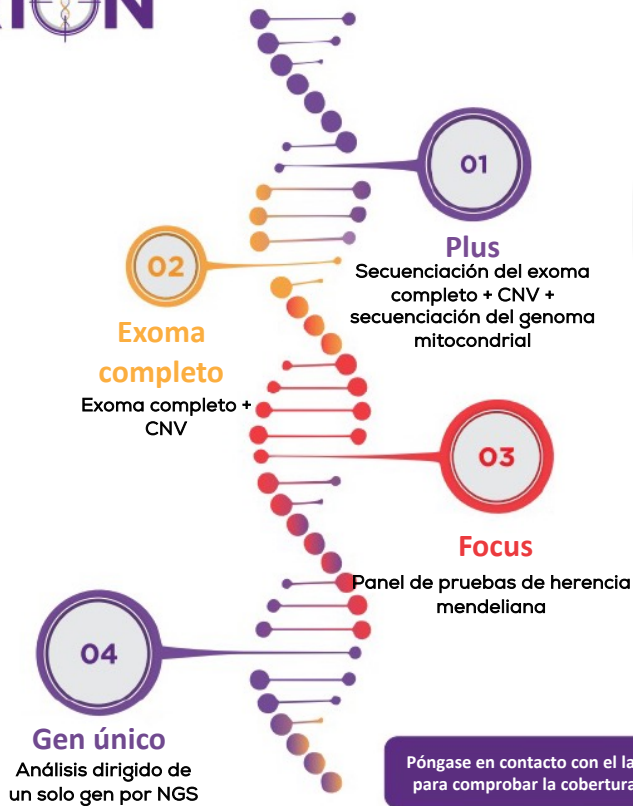 01
Plus
Secuenciación del exoma
completo + CNV +
secuenciación del genoma
mitocondrial
02
Exoma
completo
Exoma completo +
CNV
03
Focus
Panel de pruebas de herencia
mendeliana
04
Gen único
Análisis dirigido de
un solo gen por NGS
Póngase en contacto con el
para comprobar la cobertura